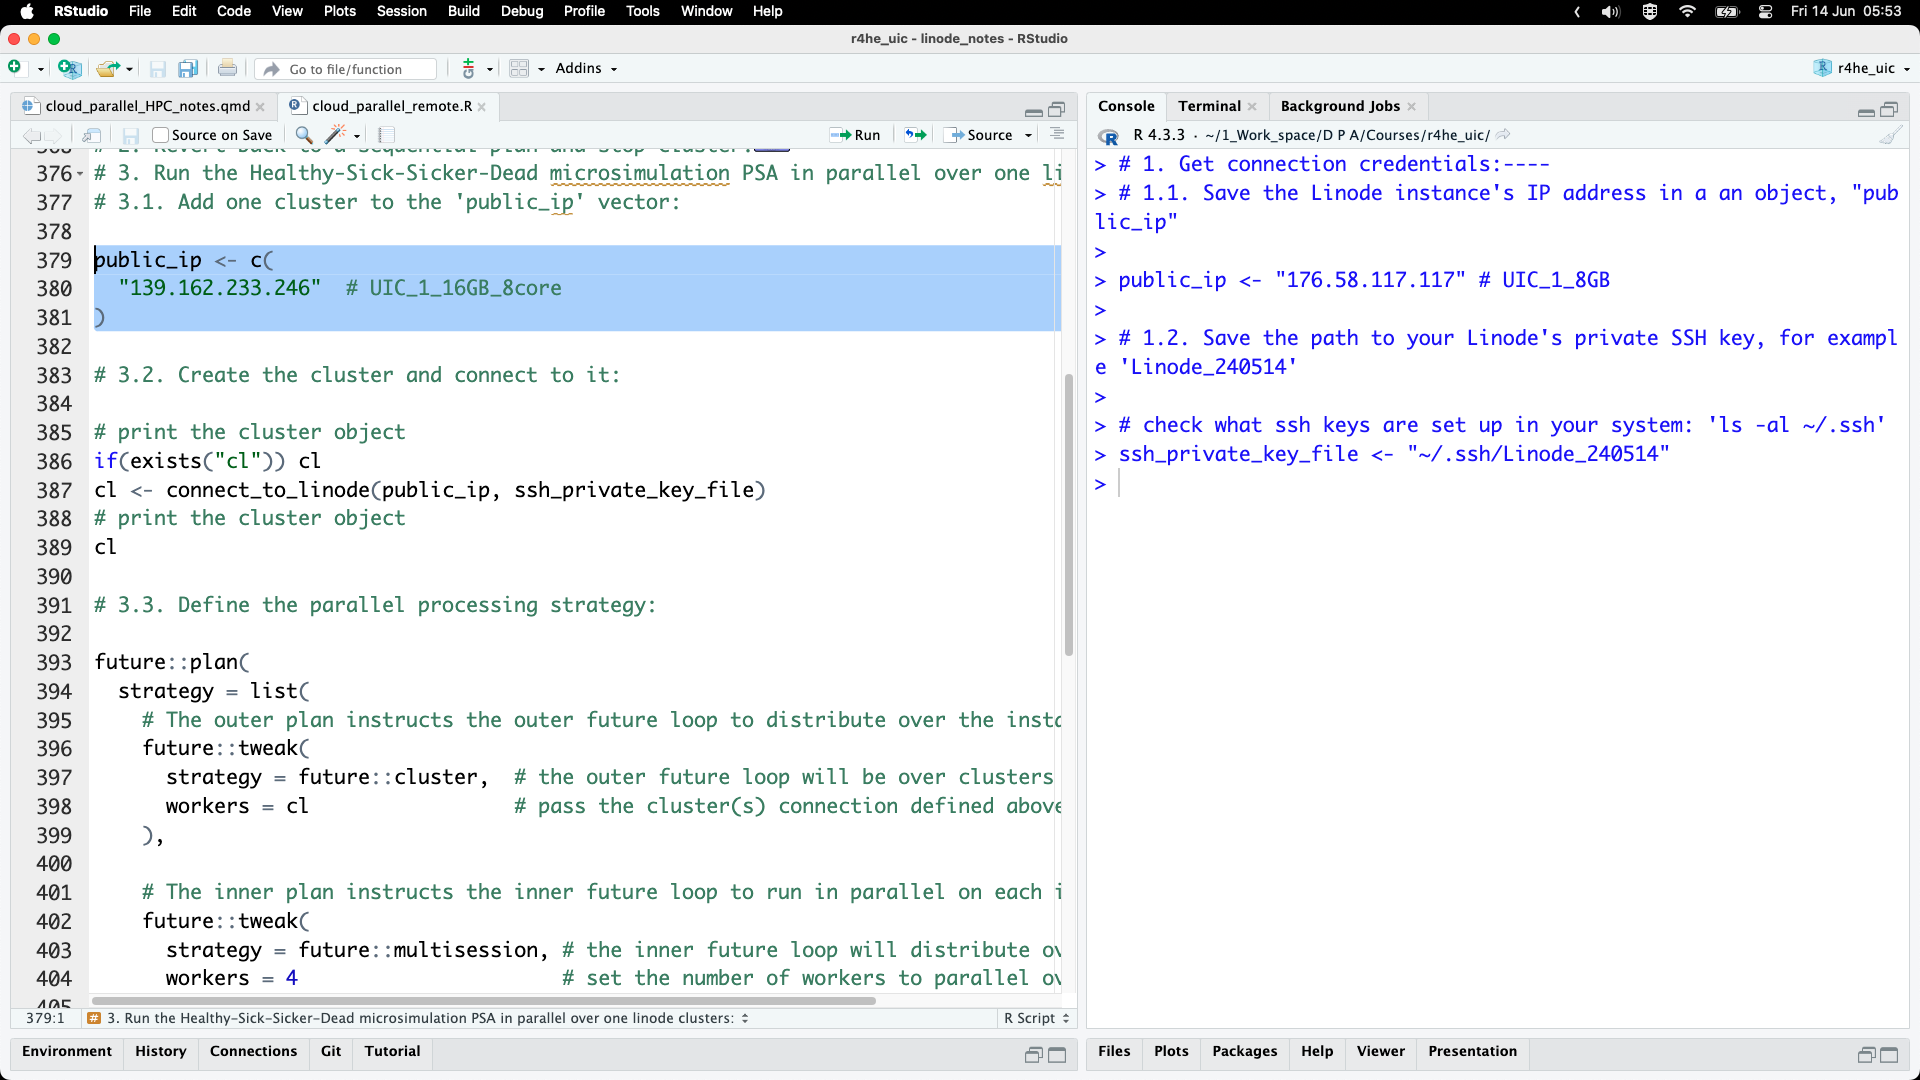 RStudio File Edit Code View Plots Session Build Debug Profile Tools Window Help Fri 14 Jun 05:53
r4he_uic - linode_notes - RStudio
Go to file/function Addins r4he_uic
cloud_parallel_HPC_notes.qmd cloud_parallel_remote.R
Source on Save Run Source
376 # 3. Run the Healthy-Sick-Sicker-Dead microsimulation PSA in parallel over one li
377 # 3.1. Add one cluster to the 'public_ip' vector:
378
379 public_ip <- c(
380 "139.162.233.246" # UIC_1_16GB_8core
381 )
382
383 # 3.2. Create the cluster and connect to it:
384
385 # print the cluster object
386 if(exists("cl")) cl
387 cl <- connect_to_linode(public_ip, ssh_private_key_file)
388 # print the cluster object
389 cl
390
391 # 3.3. Define the parallel processing strategy:
392
393 future::plan(
394 strategy = list(
395 # The outer plan instructs the outer future loop to distribute over the insta
396 future::tweak(
397 strategy = future::cluster, # the outer future loop will be over clusters
398 workers = cl # pass the cluster(s) connection defined above
399 ),
400
401 # The inner plan instructs the inner future loop to run in parallel on each i
402 future::tweak(
403 strategy = future::multisession, # the inner future loop will distribute ov
404 workers = 4 # set the number of workers to parallel ov
379:1 3. Run the Healthy-Sick-Sicker-Dead microsimulation PSA in parallel over one linode clusters: R Script
Environment History Connections Git Tutorial
Console Terminal Background Jobs
R 4.3.3 · ~/1_Work_space/D P A/Courses/r4he_uic/
> # 1. Get connection credentials:----
> # 1.1. Save the Linode instance's IP address in a an object, "pub
lic_ip"
>
> public_ip <- "176.58.117.117" # UIC_1_8GB
>
> # 1.2. Save the path to your Linode's private SSH key, for exampl
e 'Linode_240514'
>
> # check what ssh keys are set up in your system: 'ls -al ~/.ssh'
> ssh_private_key_file <- "~/.ssh/Linode_240514"
>
Files Plots Packages Help Viewer Presentation